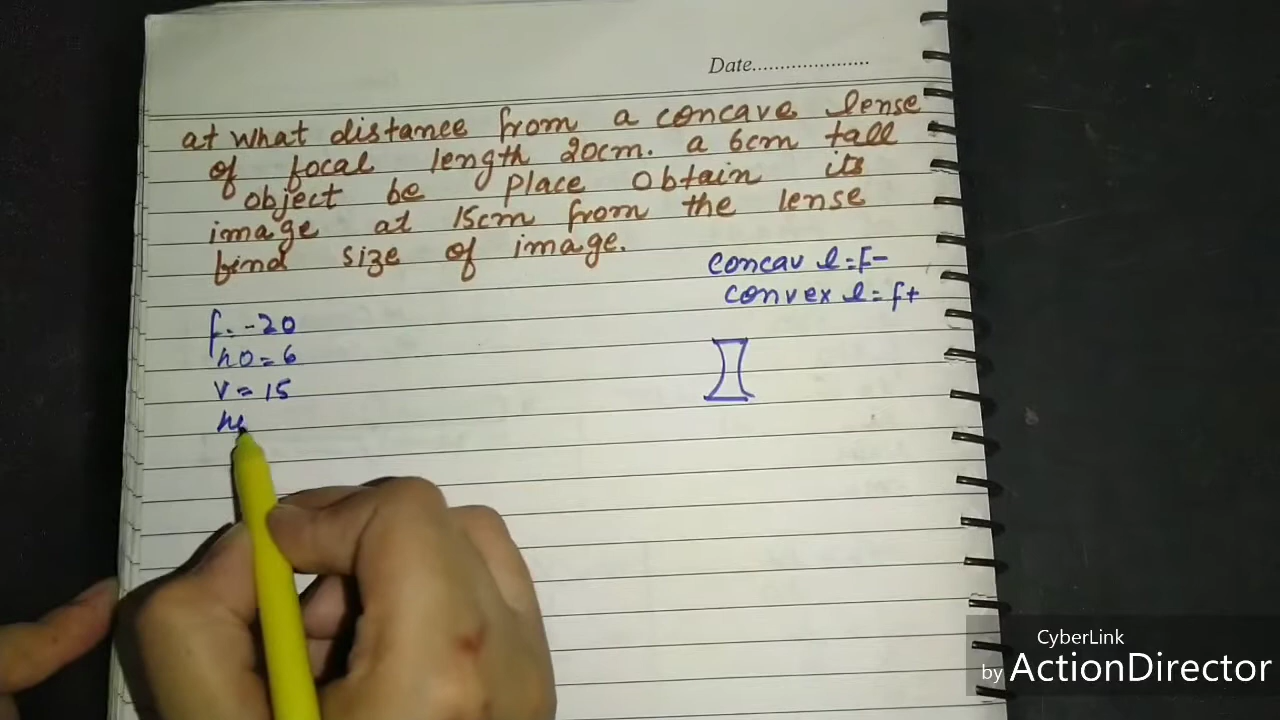 Date.....................
at what distance from a concave lense
of focal length 20cm. a 6cm tall
object be place obtain its
image at 15cm from the lense
find size of image.
concav l = f-
convex l = f+
f. -20
ho = 6
v = 15
CyberLink
by ActionDirector